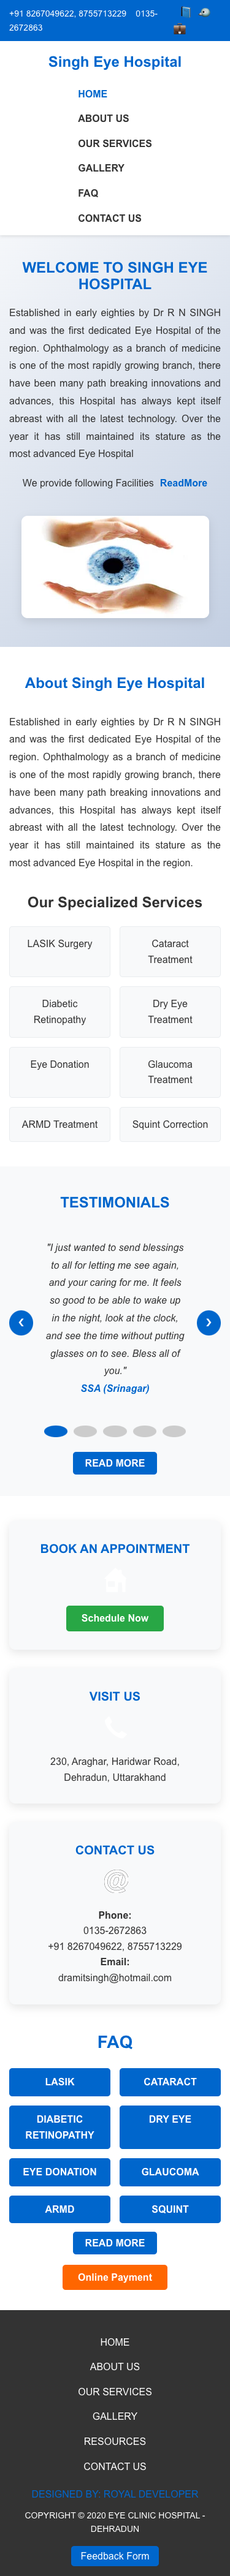 +91 8267049622, 8755713229 0135-
2672863
Singh Eye Hospital
HOME
ABOUT US
OUR SERVICES
GALLERY
FAQ
CONTACT US
WELCOME TO SINGH EYE
HOSPITAL
Established in early eighties by Dr R N SINGH
and was the first dedicated Eye Hospital of the
region. Ophthalmology as a branch of medicine
is one of the most rapidly growing branch, there
have been many path breaking innovations and
advances, this Hospital has always kept itself
abreast with all the latest technology. Over the
year it has still maintained its stature as the
most advanced Eye Hospital
We provide following Facilities ReadMore
About Singh Eye Hospital
Established in early eighties by Dr R N SINGH
and was the first dedicated Eye Hospital of the
region. Ophthalmology as a branch of medicine
is one of the most rapidly growing branch, there
have been many path breaking innovations and
advances, this Hospital has always kept itself
abreast with all the latest technology. Over the
year it has still maintained its stature as the
most advanced Eye Hospital in the region.
Our Specialized Services
LASIK Surgery
Cataract
Treatment
Diabetic
Retinopathy
Dry Eye
Treatment
Eye Donation
Glaucoma
Treatment
ARMD Treatment
Squint Correction
TESTIMONIALS
"I just wanted to send blessings
to all for letting me see again,
and your caring for me. It feels
so good to be able to wake up
in the night, look at the clock,
and see the time without putting
glasses on to see. Bless all of
you."
SSA (Srinagar)
READ MORE
BOOK AN APPOINTMENT
Schedule Now
VISIT US
230, Araghar, Haridwar Road,
Dehradun, Uttarakhand
CONTACT US
@
Phone:
0135-2672863
+91 8267049622, 8755713229
Email:
dramitsingh@hotmail.com
FAQ
LASIK
CATARACT
DIABETIC
RETINOPATHY
DRY EYE
EYE DONATION
GLAUCOMA
ARMD
SQUINT
READ MORE
Online Payment
HOME
ABOUT US
OUR SERVICES
GALLERY
RESOURCES
CONTACT US
DESIGNED BY: ROYAL DEVELOPER
COPYRIGHT © 2020 EYE CLINIC HOSPITAL -
DEHRADUN
Feedback Form